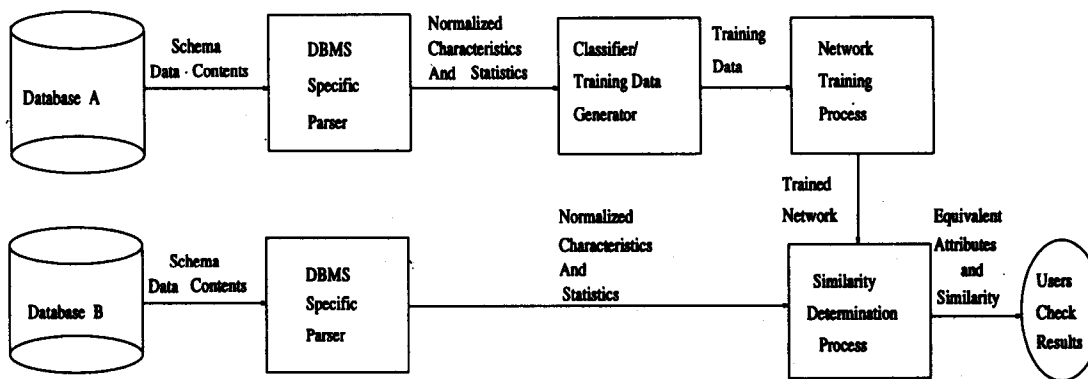 Database A
Schema
Data · Contents
DBMS
Specific
Parser
Normalized
Characteristics
And Statistics
Classifier/
Training Data
Generator
Training
Data
Network
Training
Process
Trained
Network
Database B
Schema
Data Contents
DBMS
Specific
Parser
Normalized
Characteristics
And
Statistics
Similarity
Determination
Process
Equivalent
Attributes
and
Similarity
Users
Check
Results